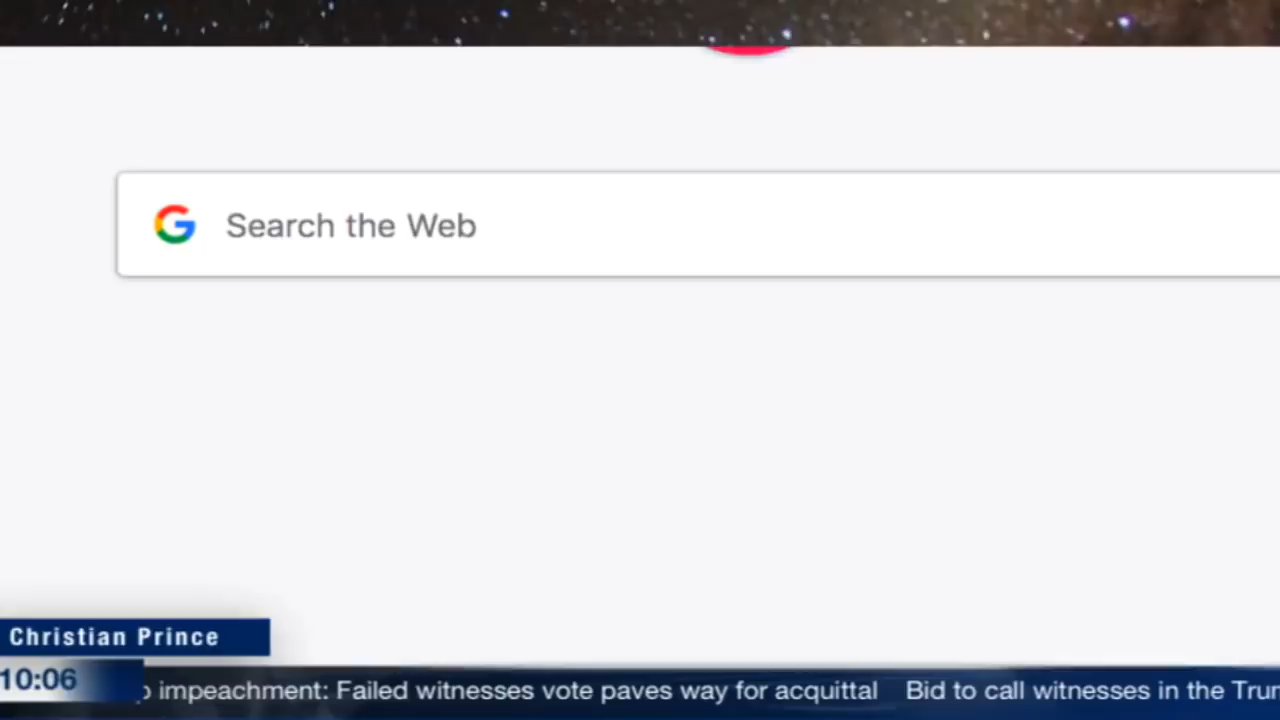 Search the Web
Christian Prince
10:06
impeachment: Failed witnesses vote paves way for acquittal Bid to call witnesses in the